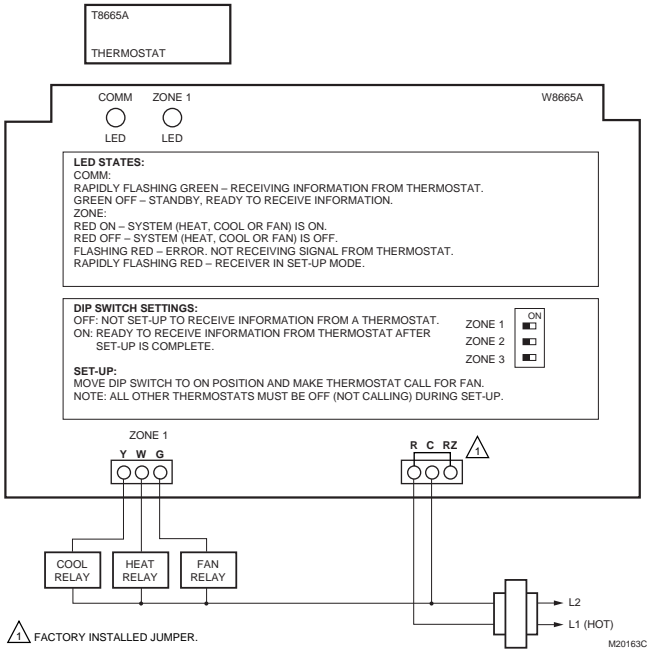 T8665A
THERMOSTAT
COMM ZONE 1
W8665A
LED LED
LED STATES:
COMM:
RAPIDLY FLASHING GREEN – RECEIVING INFORMATION FROM THERMOSTAT.
GREEN OFF – STANDBY, READY TO RECEIVE INFORMATION.
ZONE:
RED ON – SYSTEM (HEAT, COOL OR FAN) IS ON.
RED OFF – SYSTEM (HEAT, COOL OR FAN) IS OFF.
FLASHING RED – ERROR. NOT RECEIVING SIGNAL FROM THERMOSTAT.
RAPIDLY FLASHING RED – RECEIVER IN SET-UP MODE.
DIP SWITCH SETTINGS:
OFF: NOT SET-UP TO RECEIVE INFORMATION FROM A THERMOSTAT.
ON: READY TO RECEIVE INFORMATION FROM THERMOSTAT AFTER
SET-UP IS COMPLETE.
ON
ZONE 1
ZONE 2
ZONE 3
SET-UP:
MOVE DIP SWITCH TO ON POSITION AND MAKE THERMOSTAT CALL FOR FAN.
NOTE: ALL OTHER THERMOSTATS MUST BE OFF (NOT CALLING) DURING SET-UP.
ZONE 1
Y W G
R C RZ
1
COOL
RELAY
HEAT
RELAY
FAN
RELAY
L2
L1 (HOT)
1 FACTORY INSTALLED JUMPER.
M20163C